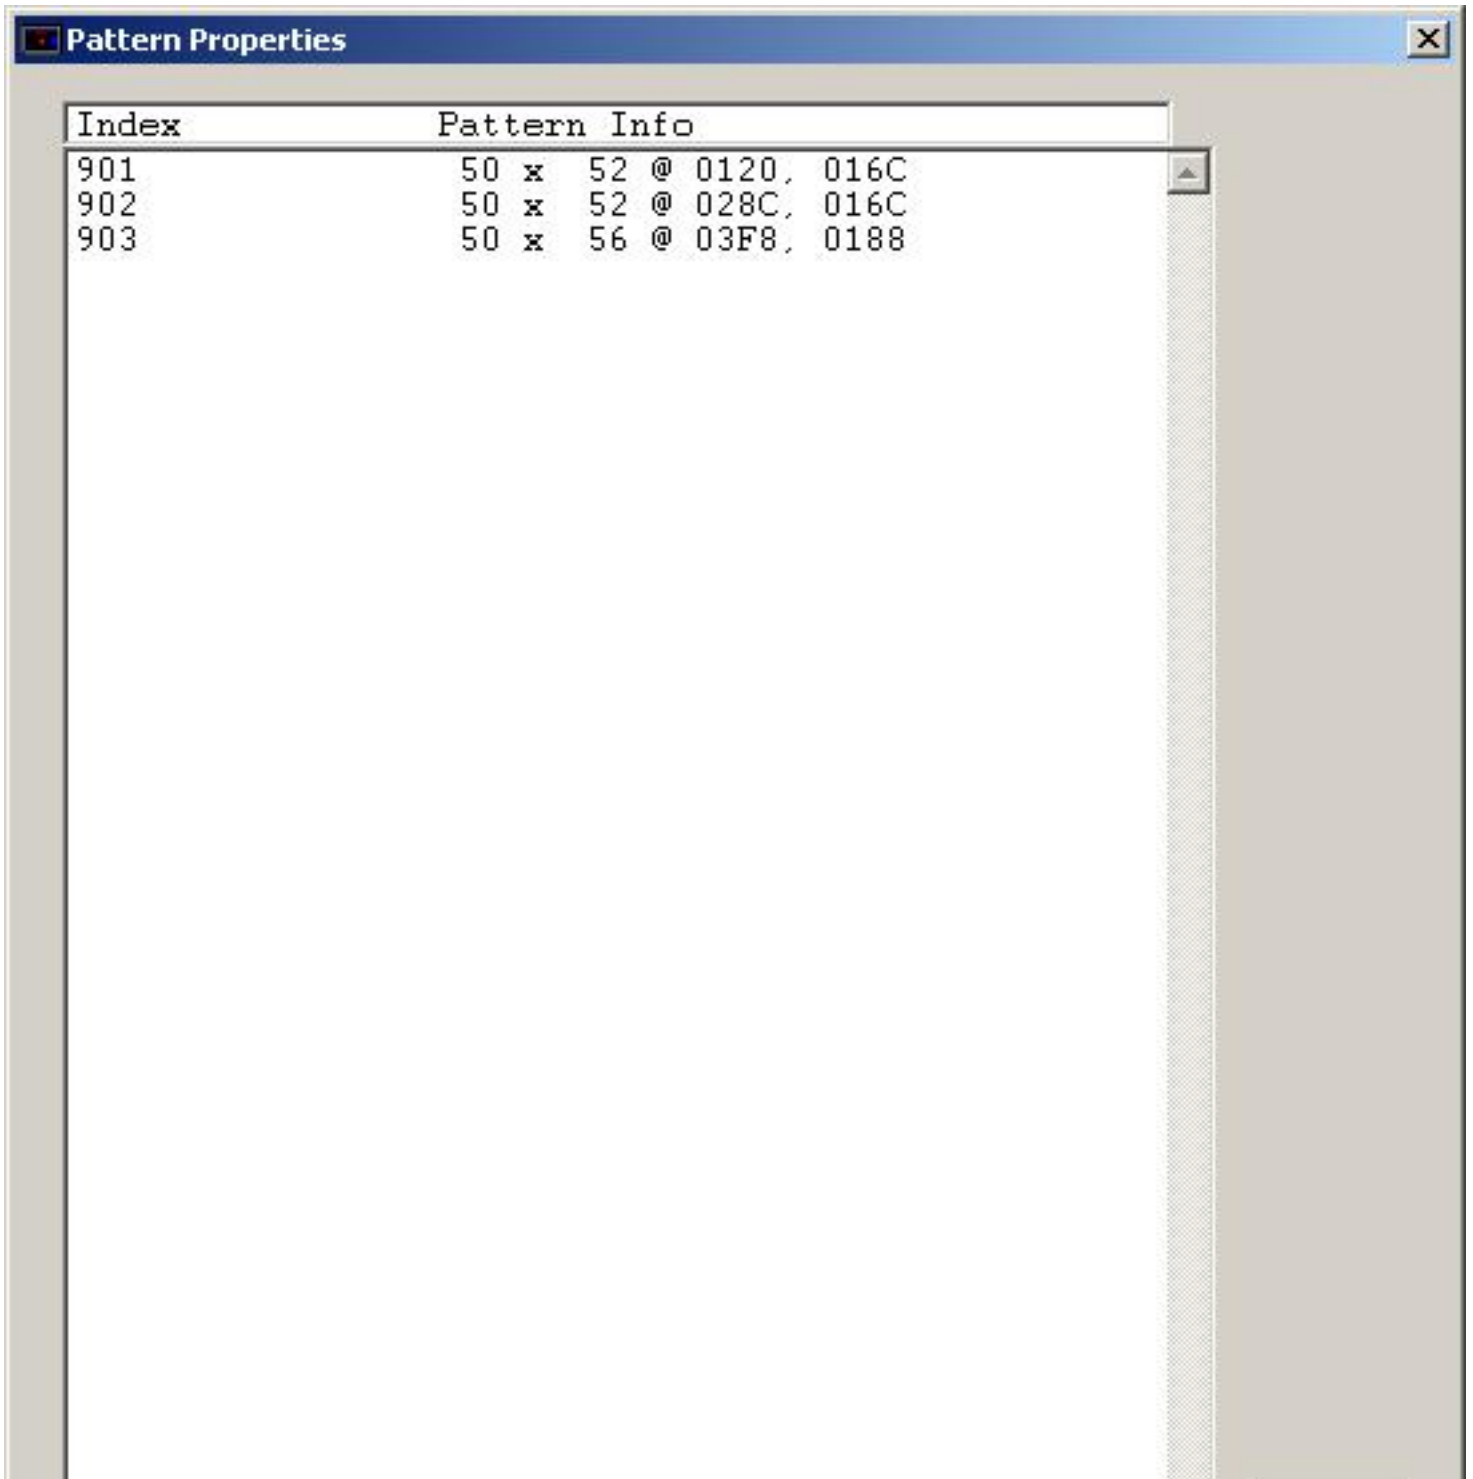 Pattern Properties
Index Pattern Info
901 50 x 52 @ 0120, 016C
902 50 x 52 @ 028C, 016C
903 50 x 56 @ 03F8, 0188